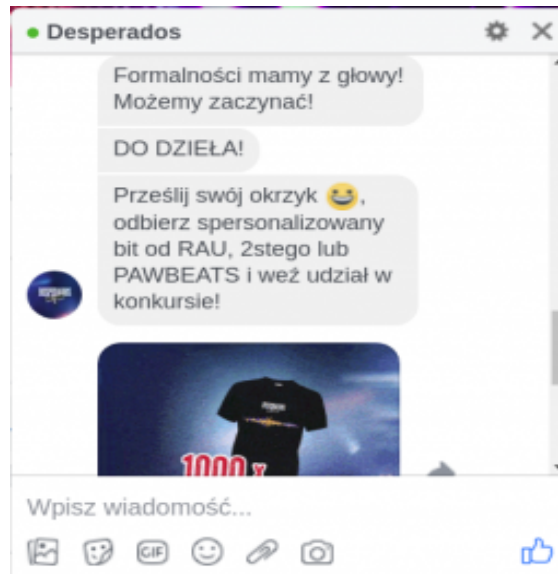 Desperados
Formalności mamy z głowy!
Możemy zaczynać!
DO DZIEŁA!
Prześlij swój okrzyk 😀,
odbierz spersonalizowany
bit od RAU, 2stego lub
PAWBEATS i weź udział w
konkursie!
1000 x
Wpisz wiadomość...
GIF